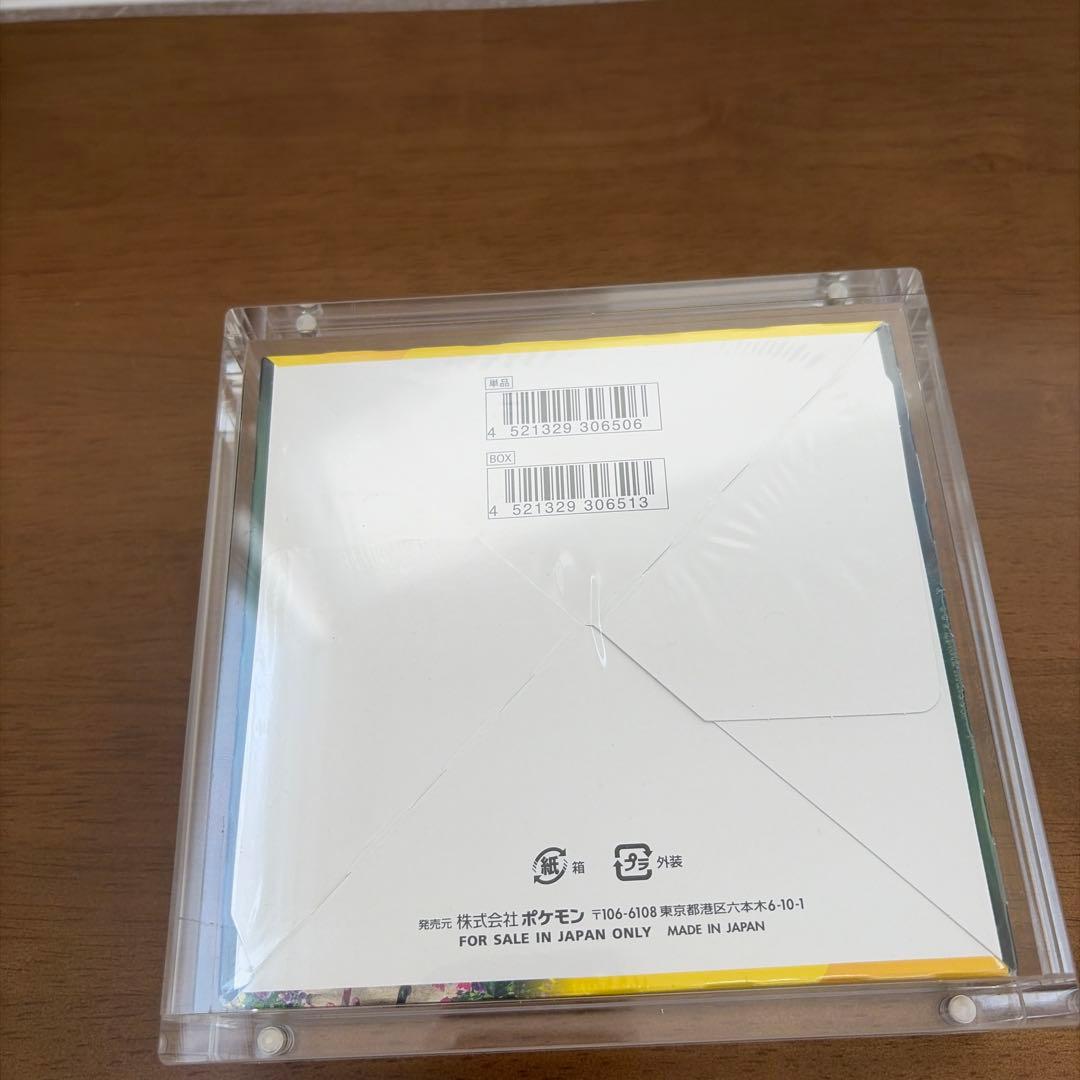 単品
4 521329 306506
BOX
4 521329 306513
紙 箱 プラ 外装
発売元 株式会社 ポケモン 〒106-6108 東京都港区六本木6-10-1
FOR SALE IN JAPAN ONLY MADE IN JAPAN